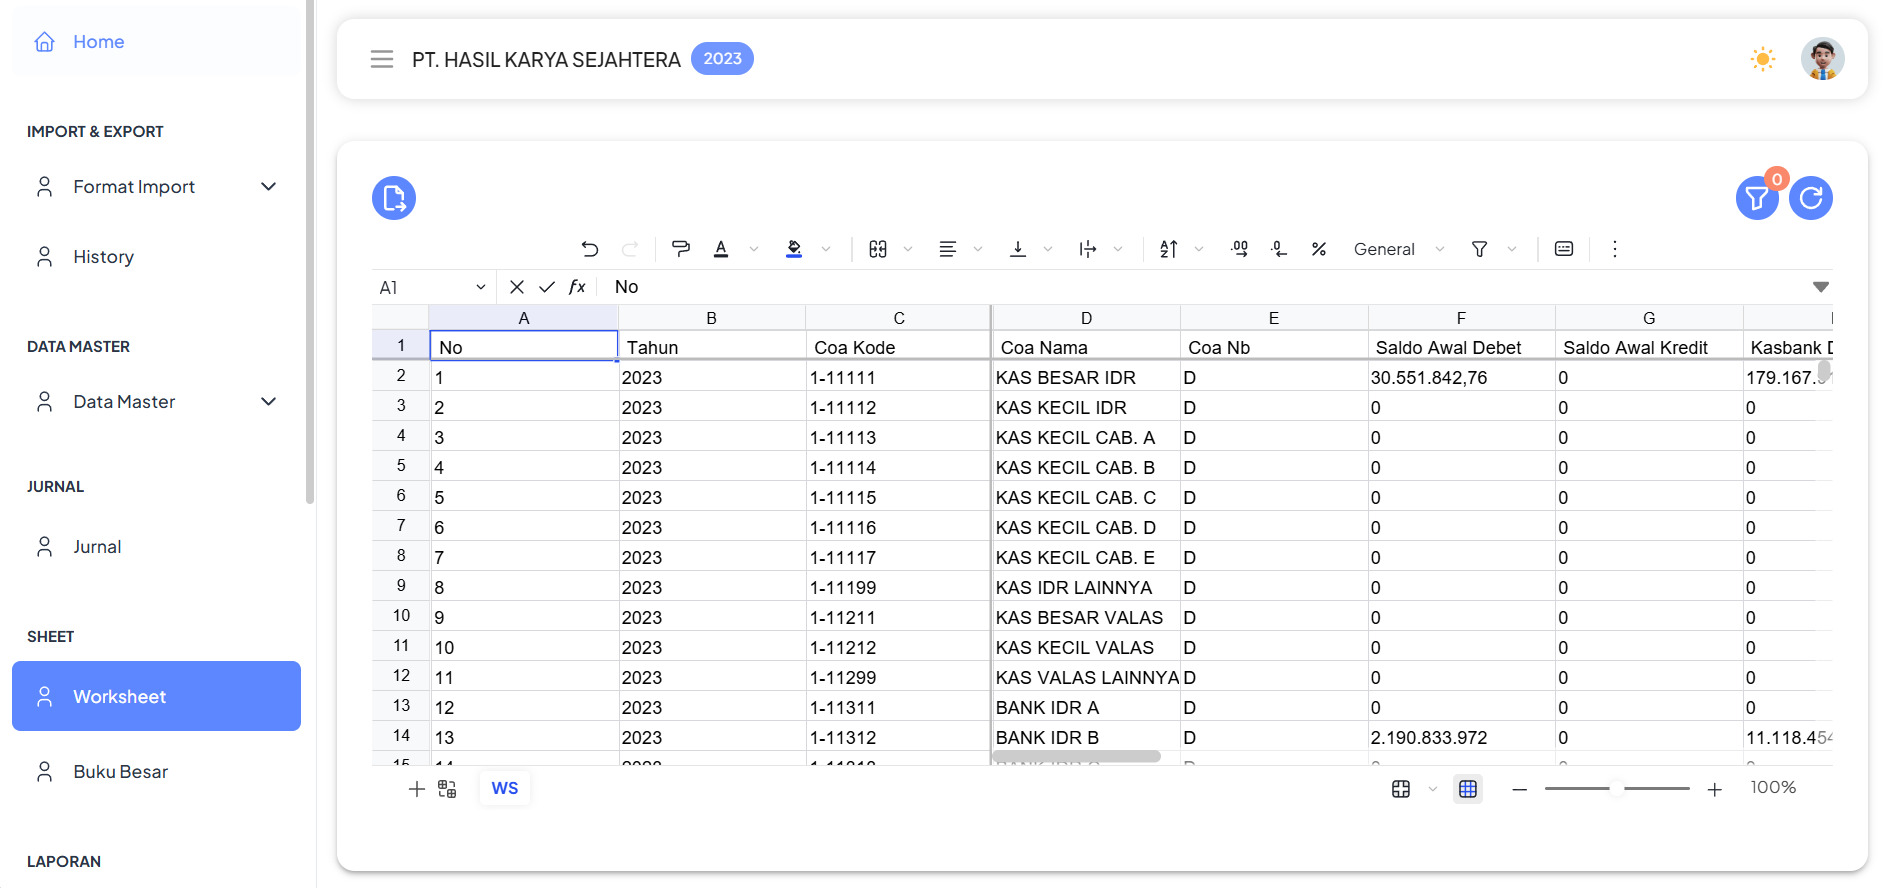 Home
IMPORT & EXPORT
Format Import
History
DATA MASTER
Data Master
JURNAL
Jurnal
SHEET
Worksheet
Buku Besar
LAPORAN
PT. HASIL KARYA SEJAHTERA 2023
0
General
A1 fx No
A B C D E F G
1 No Tahun Coa Kode Coa Nama Coa Nb Saldo Awal Debet Saldo Awal Kredit Kasbank
2 1 2023 1-11111 KAS BESAR IDR D 30.551.842,76 0 179.167.
3 2 2023 1-11112 KAS KECIL IDR D 0 0 0
4 3 2023 1-11113 KAS KECIL CAB. A D 0 0 0
5 4 2023 1-11114 KAS KECIL CAB. B D 0 0 0
6 5 2023 1-11115 KAS KECIL CAB. C D 0 0 0
7 6 2023 1-11116 KAS KECIL CAB. D D 0 0 0
8 7 2023 1-11117 KAS KECIL CAB. E D 0 0 0
9 8 2023 1-11199 KAS IDR LAINNYA D 0 0 0
10 9 2023 1-11211 KAS BESAR VALAS D 0 0 0
11 10 2023 1-11212 KAS KECIL VALAS D 0 0 0
12 11 2023 1-11299 KAS VALAS LAINNYA D 0 0 0
13 12 2023 1-11311 BANK IDR A D 0 0 0
14 13 2023 1-11312 BANK IDR B D 2.190.833.972 0 11.118.454
WS
100%